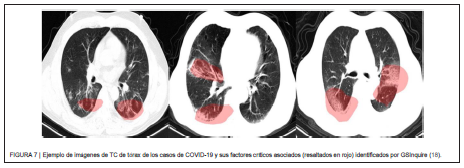 FIGURA 7 | Ejemplo de imágenes de TC de tórax de los casos de COVID-19 y sus factores críticos asociados (resaltados en rojo) identificados por GSInquire (18).